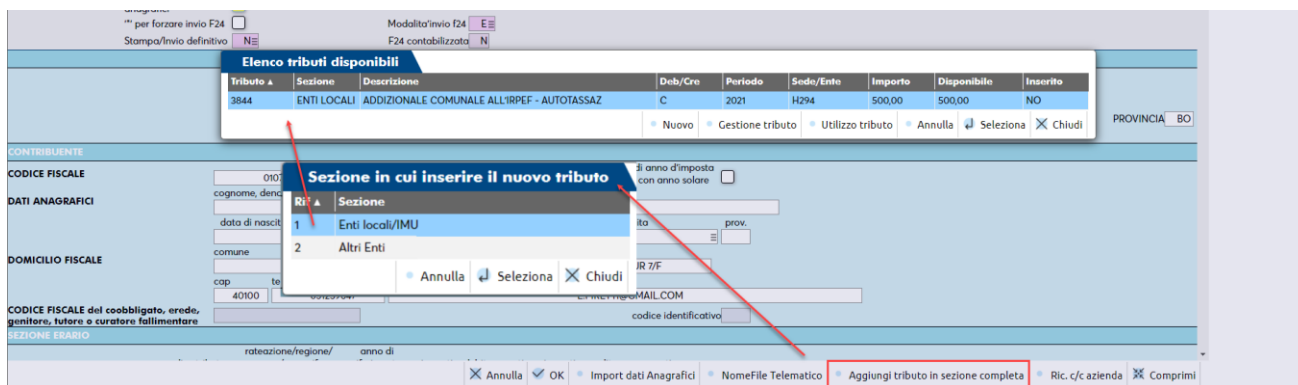 anagrafici
"*" per forzare invio F24 Modalita'invio f24 E
Stampa/Invio definitivo N F24 contabilizzata N
Elenco tributi disponibili
Tributo Sezione Descrizione Deb/Cre Periodo Sede/Ente Importo Disponibile Inserito
3844 ENTI LOCALI ADDIZIONALE COMUNALE ALL'IRPEF - AUTOTASSAZ C 2021 H294 500,00 500,00 NO
Nuovo Gestione tributo Utilizzo tributo Annulla Seleziona Chiudi
PROVINCIA BO
CONTRIBUENTE
CODICE FISCALE
di anno d'imposta
con anno solare
DATI ANAGRAFICI
cognome,
data di prov.
Sezione in cui inserire il nuovo tributo
Rif Sezione
1 Enti locali/IMU
2 Altri Enti
Annulla Seleziona Chiudi
DOMICILIO FISCALE
comune
7/F
cap
40100
CODICE FISCALE del coobbligato, erede,
genitore, tutore o curatore fallimentare
codice identificativo
SEZIONE ERARIO
rateazione/regione/ anno di
Annulla OK Import dati Anagrafici NomeFile Telematico Aggiungi tributo in sezione completa Ric. c/c azienda Comprimi